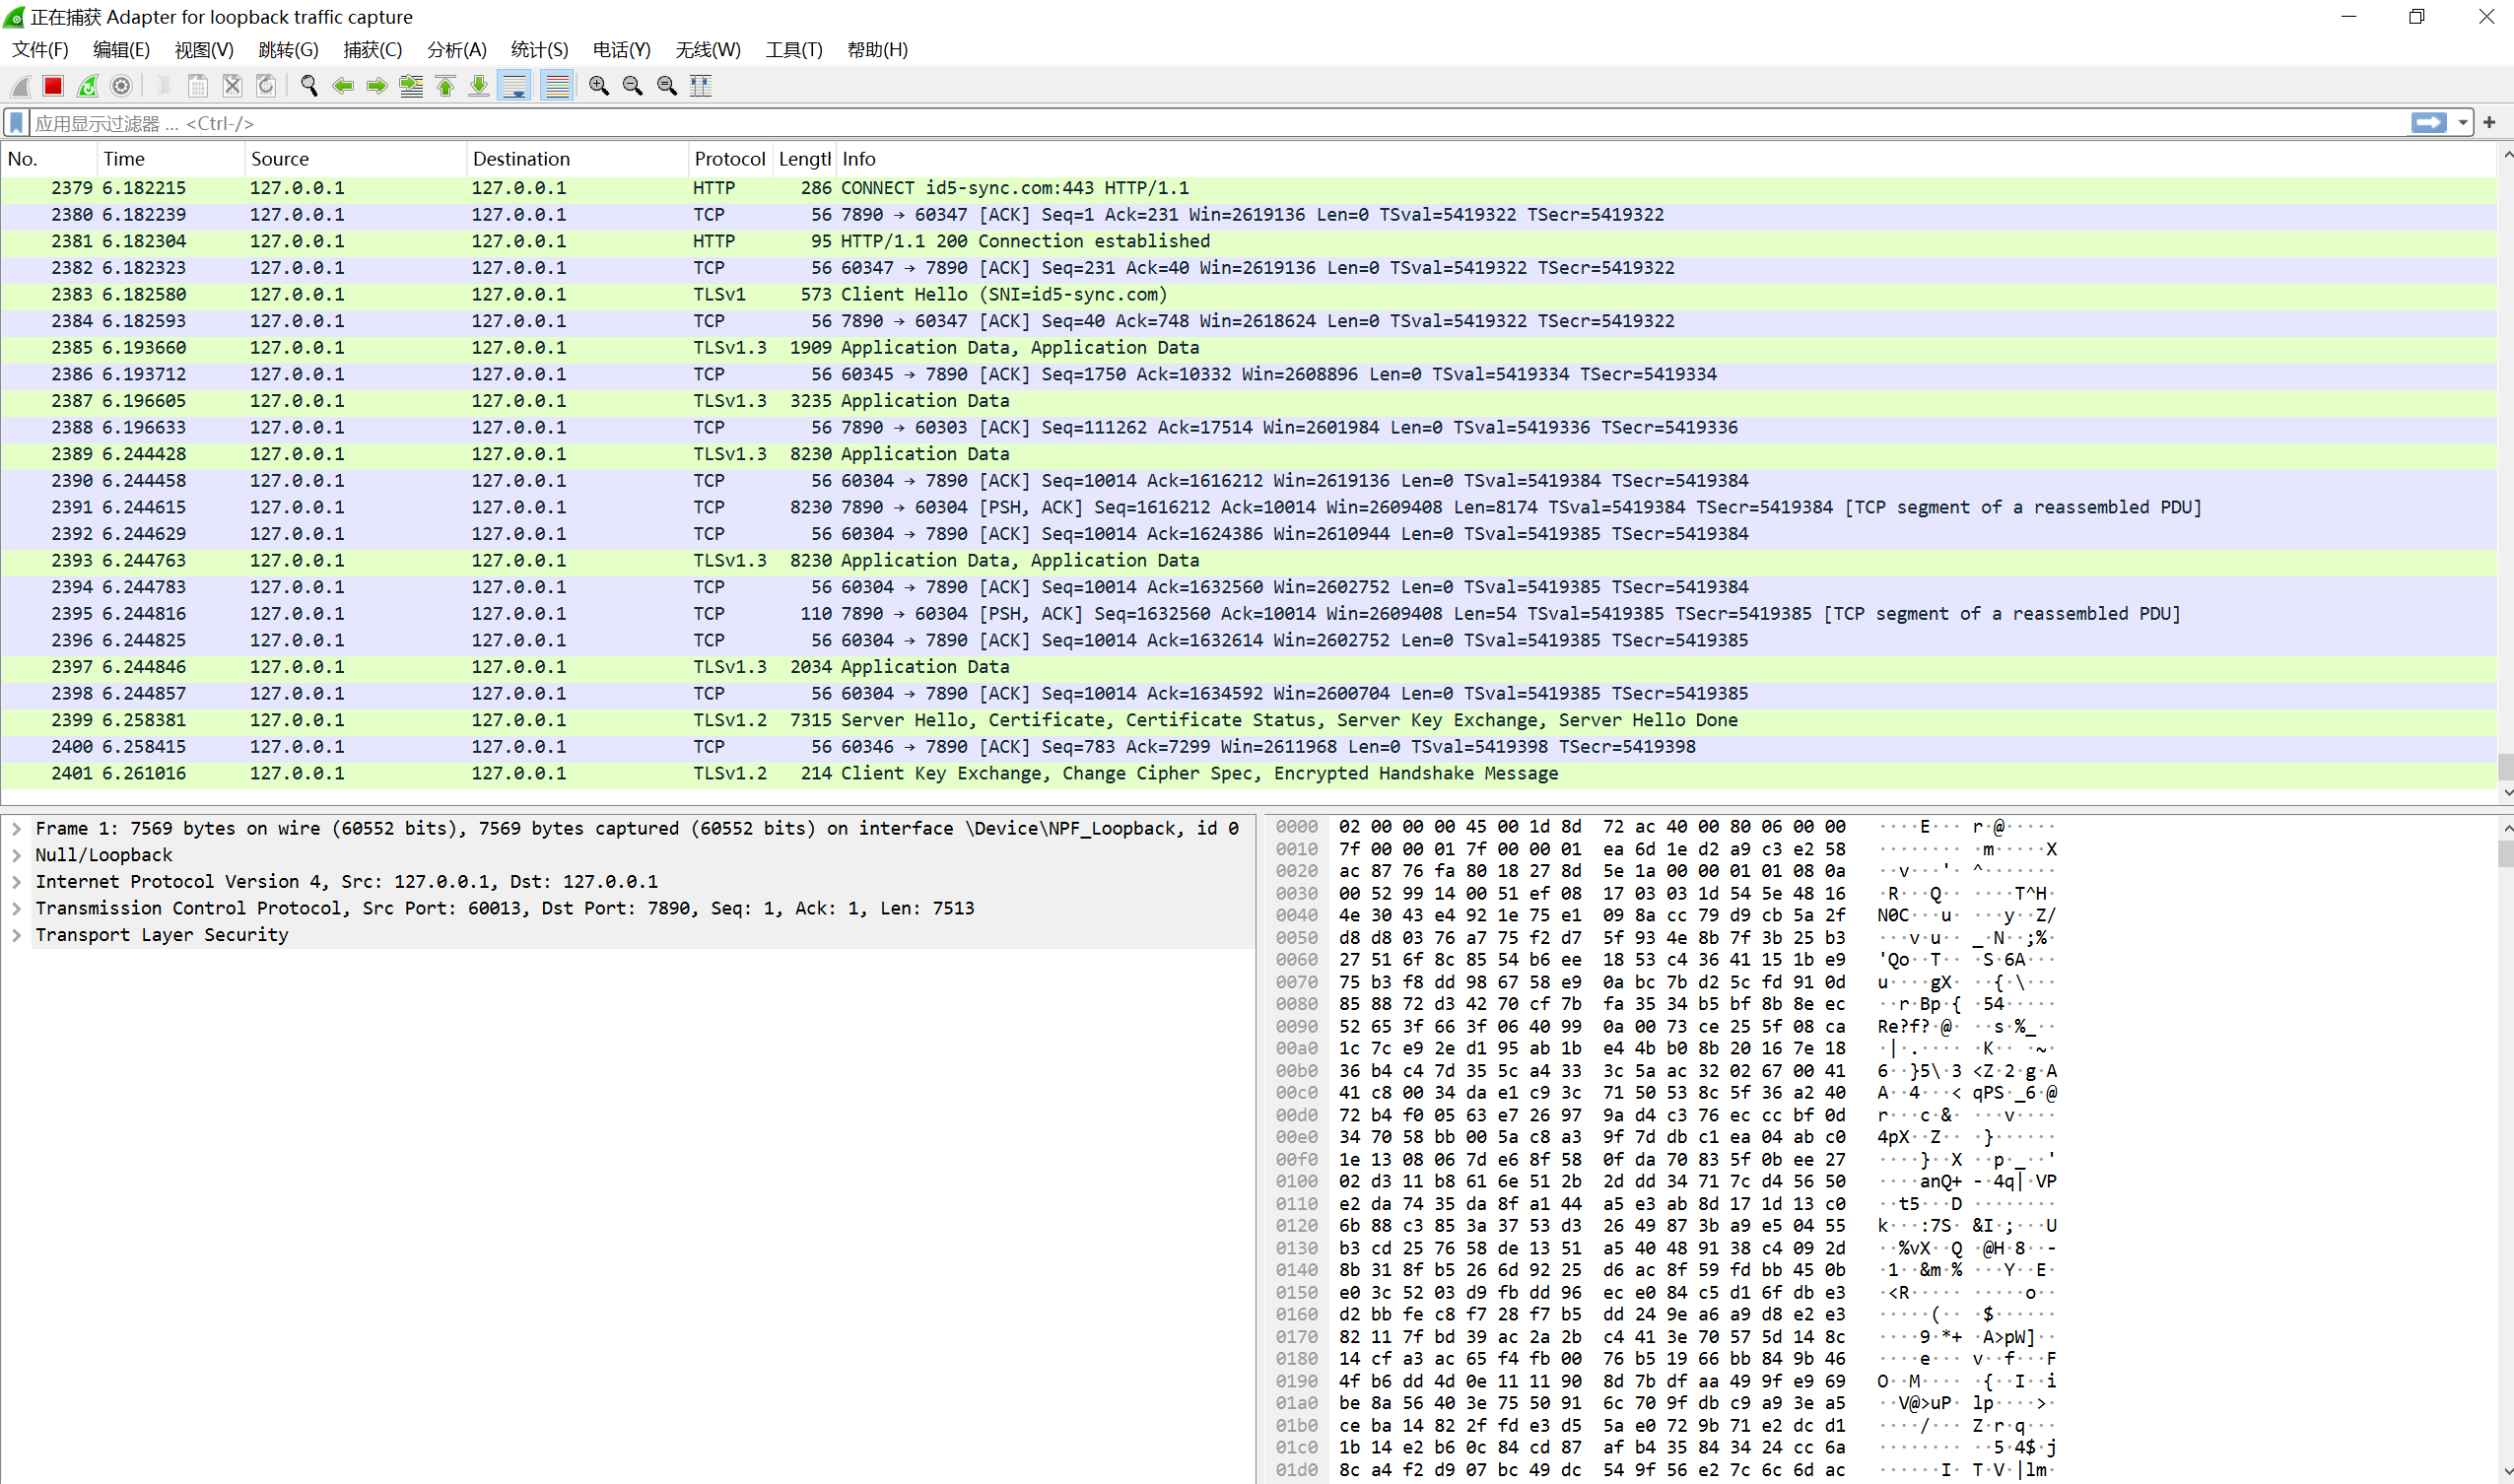 正在捕获 Adapter for loopback traffic capture
文件(F) 编辑(E) 视图(V) 跳转(G) 捕获(C) 分析(A) 统计(S) 电话(Y) 无线(W) 工具(T) 帮助(H)
应用显示过滤器 … <Ctrl-/>
No. Time Source Destination Protocol Lengtl Info
2379 6.182215 127.0.0.1 127.0.0.1 HTTP 286 CONNECT id5-sync.com:443 HTTP/1.1
2380 6.182239 127.0.0.1 127.0.0.1 TCP 56 7890 → 60347 [ACK] Seq=1 Ack=231 Win=2619136 Len=0 TSval=5419322 TSecr=5419322
2381 6.182304 127.0.0.1 127.0.0.1 HTTP 95 HTTP/1.1 200 Connection established
2382 6.182323 127.0.0.1 127.0.0.1 TCP 56 60347 → 7890 [ACK] Seq=231 Ack=40 Win=2619136 Len=0 TSval=5419322 TSecr=5419322
2383 6.182580 127.0.0.1 127.0.0.1 TLSv1 573 Client Hello (SNI=id5-sync.com)
2384 6.182593 127.0.0.1 127.0.0.1 TCP 56 7890 → 60347 [ACK] Seq=40 Ack=748 Win=2618624 Len=0 TSval=5419322 TSecr=5419322
2385 6.193660 127.0.0.1 127.0.0.1 TLSv1.3 1909 Application Data, Application Data
2386 6.193712 127.0.0.1 127.0.0.1 TCP 56 60345 → 7890 [ACK] Seq=1750 Ack=10332 Win=2608896 Len=0 TSval=5419334 TSecr=5419334
2387 6.196605 127.0.0.1 127.0.0.1 TLSv1.3 3235 Application Data
2388 6.196633 127.0.0.1 127.0.0.1 TCP 56 7890 → 60303 [ACK] Seq=111262 Ack=17514 Win=2601984 Len=0 TSval=5419336 TSecr=5419336
2389 6.244428 127.0.0.1 127.0.0.1 TLSv1.3 8230 Application Data
2390 6.244458 127.0.0.1 127.0.0.1 TCP 56 60304 → 7890 [ACK] Seq=10014 Ack=1616212 Win=2619136 Len=0 TSval=5419384 TSecr=5419384
2391 6.244615 127.0.0.1 127.0.0.1 TCP 8230 7890 → 60304 [PSH, ACK] Seq=1616212 Ack=10014 Win=2609408 Len=8174 TSval=5419384 TSecr=5419384 [TCP segment of a reassembled PDU]
2392 6.244629 127.0.0.1 127.0.0.1 TCP 56 60304 → 7890 [ACK] Seq=10014 Ack=1624386 Win=2610944 Len=0 TSval=5419385 TSecr=5419384
2393 6.244763 127.0.0.1 127.0.0.1 TLSv1.3 8230 Application Data, Application Data
2394 6.244783 127.0.0.1 127.0.0.1 TCP 56 60304 → 7890 [ACK] Seq=10014 Ack=1632560 Win=2602752 Len=0 TSval=5419385 TSecr=5419384
2395 6.244816 127.0.0.1 127.0.0.1 TCP 110 7890 → 60304 [PSH, ACK] Seq=1632560 Ack=10014 Win=2609408 Len=54 TSval=5419385 TSecr=5419385 [TCP segment of a reassembled PDU]
2396 6.244825 127.0.0.1 127.0.0.1 TCP 56 60304 → 7890 [ACK] Seq=10014 Ack=1632614 Win=2602752 Len=0 TSval=5419385 TSecr=5419385
2397 6.244846 127.0.0.1 127.0.0.1 TLSv1.3 2034 Application Data
2398 6.244857 127.0.0.1 127.0.0.1 TCP 56 60304 → 7890 [ACK] Seq=10014 Ack=1634592 Win=2600704 Len=0 TSval=5419385 TSecr=5419385
2399 6.258381 127.0.0.1 127.0.0.1 TLSv1.2 7315 Server Hello, Certificate, Certificate Status, Server Key Exchange, Server Hello Done
2400 6.258415 127.0.0.1 127.0.0.1 TCP 56 60346 → 7890 [ACK] Seq=783 Ack=7299 Win=2611968 Len=0 TSval=5419398 TSecr=5419398
2401 6.261016 127.0.0.1 127.0.0.1 TLSv1.2 214 Client Key Exchange, Change Cipher Spec, Encrypted Handshake Message
Frame 1: 7569 bytes on wire (60552 bits), 7569 bytes captured (60552 bits) on interface \Device\NPF_Loopback, id 0
Null/Loopback
Internet Protocol Version 4, Src: 127.0.0.1, Dst: 127.0.0.1
Transmission Control Protocol, Src Port: 60013, Dst Port: 7890, Seq: 1, Ack: 1, Len: 7513
Transport Layer Security
0000 02 00 00 00 45 00 1d 8d 72 ac 40 00 80 06 00 00 ····E··· r·@·····
0010 7f 00 00 01 7f 00 00 01 ea 6d 1e d2 a9 c3 e2 58 ········ ·m·····X
0020 ac 87 76 fa 80 18 27 8d 5e 1a 00 00 01 01 08 0a ··v···'· ^·······
0030 00 52 99 14 00 51 ef 08 17 03 03 1d 54 5e 48 16 ·R···Q·· ····T^H·
0040 4e 30 43 e4 92 1e 75 e1 09 8a cc 79 d9 cb 5a 2f N0C···u· ···y··Z/
0050 d8 d8 03 76 a7 75 f2 d7 5f 93 4e 8b 7f 3b 25 b3 ···v·u·· _·N··;%·
0060 27 51 6f 8c 85 54 b6 ee 18 53 c4 36 41 15 1b e9 'Qo··T·· ·S·6A···
0070 75 b3 f8 dd 98 67 58 e9 0a bc 7b d2 5c fd 91 0d u····gX· ··{·\···
0080 85 88 72 d3 42 70 cf 7b fa 35 34 b5 bf 8b 8e ec ··r·Bp·{ ·54·····
0090 52 65 3f 66 3f 06 40 99 0a 00 73 ce 25 5f 08 ca Re?f?·@· ··s·%_··
00a0 1c 7c e9 2e d1 95 ab 1b e4 4b b0 8b 20 16 7e 18 ·|·.···· ·K·· ·~·
00b0 36 b4 c4 7d 35 5c a4 33 3c 5a ac 32 02 67 00 41 6··}5\·3 <Z·2·g·A
00c0 41 c8 00 34 da e1 c9 3c 71 50 53 8c 5f 36 a2 40 A··4···< qPS·_6·@
00d0 72 b4 f0 05 63 e7 26 97 9a d4 c3 76 ec cc bf 0d r···c·&· ···v····
00e0 34 70 58 bb 00 5a c8 a3 9f 7d db c1 ea 04 ab c0 4pX··Z·· ·}······
00f0 1e 13 08 06 7d e6 8f 58 0f da 70 83 5f 0b ee 27 ····}··X ··p·_··'
0100 02 d3 11 b8 61 6e 51 2b 2d dd 34 71 7c d4 56 50 ····anQ+ -·4q|·VP
0110 e2 da 74 35 da 8f a1 44 a5 e3 ab 8d 17 1d 13 c0 ··t5···D ········
0120 6b 88 c3 85 3a 37 53 d3 26 49 87 3b a9 e5 04 55 k···:7S· &I·;···U
0130 b3 cd 25 76 58 de 13 51 a5 40 48 91 38 c4 09 2d ··%vX··Q ·@H·8··-
0140 8b 31 8f b5 26 6d 92 25 d6 ac 8f 59 fd bb 45 0b ·1··&m·% ···Y··E·
0150 e0 3c 52 03 d9 fb dd 96 ec e0 84 c5 d1 6f db e3 ·<R····· ·····o··
0160 d2 bb fe c8 f7 28 f7 b5 dd 24 9e a6 a9 d8 e2 e3 ·····(·· ·$······
0170 82 11 7f bd 39 ac 2a 2b c4 41 3e 70 57 5d 14 8c ····9·*+ ·A>pW]··
0180 14 cf a3 ac 65 f4 fb 00 76 b5 19 66 bb 84 9b 46 ····e··· v··f···F
0190 4f b6 dd 4d 0e 11 11 90 8d 7b df aa 49 9f e9 69 O··M···· ·{··I··i
01a0 be 8a 56 40 3e 75 50 91 6c 70 9f db c9 a9 3e a5 ··V@>uP· lp····>·
01b0 ce ba 14 82 2f fd e3 d5 5a e0 72 9b 71 e2 dc d1 ····/··· Z·r·q···
01c0 1b 14 e2 b6 0c 84 cd 87 af b4 35 84 34 24 cc 6a ········ ··5·4$·j
01d0 8c a4 f2 d9 07 bc 49 dc 54 9f 56 e2 7c 6c 6d ac ······I· T·V·|lm·